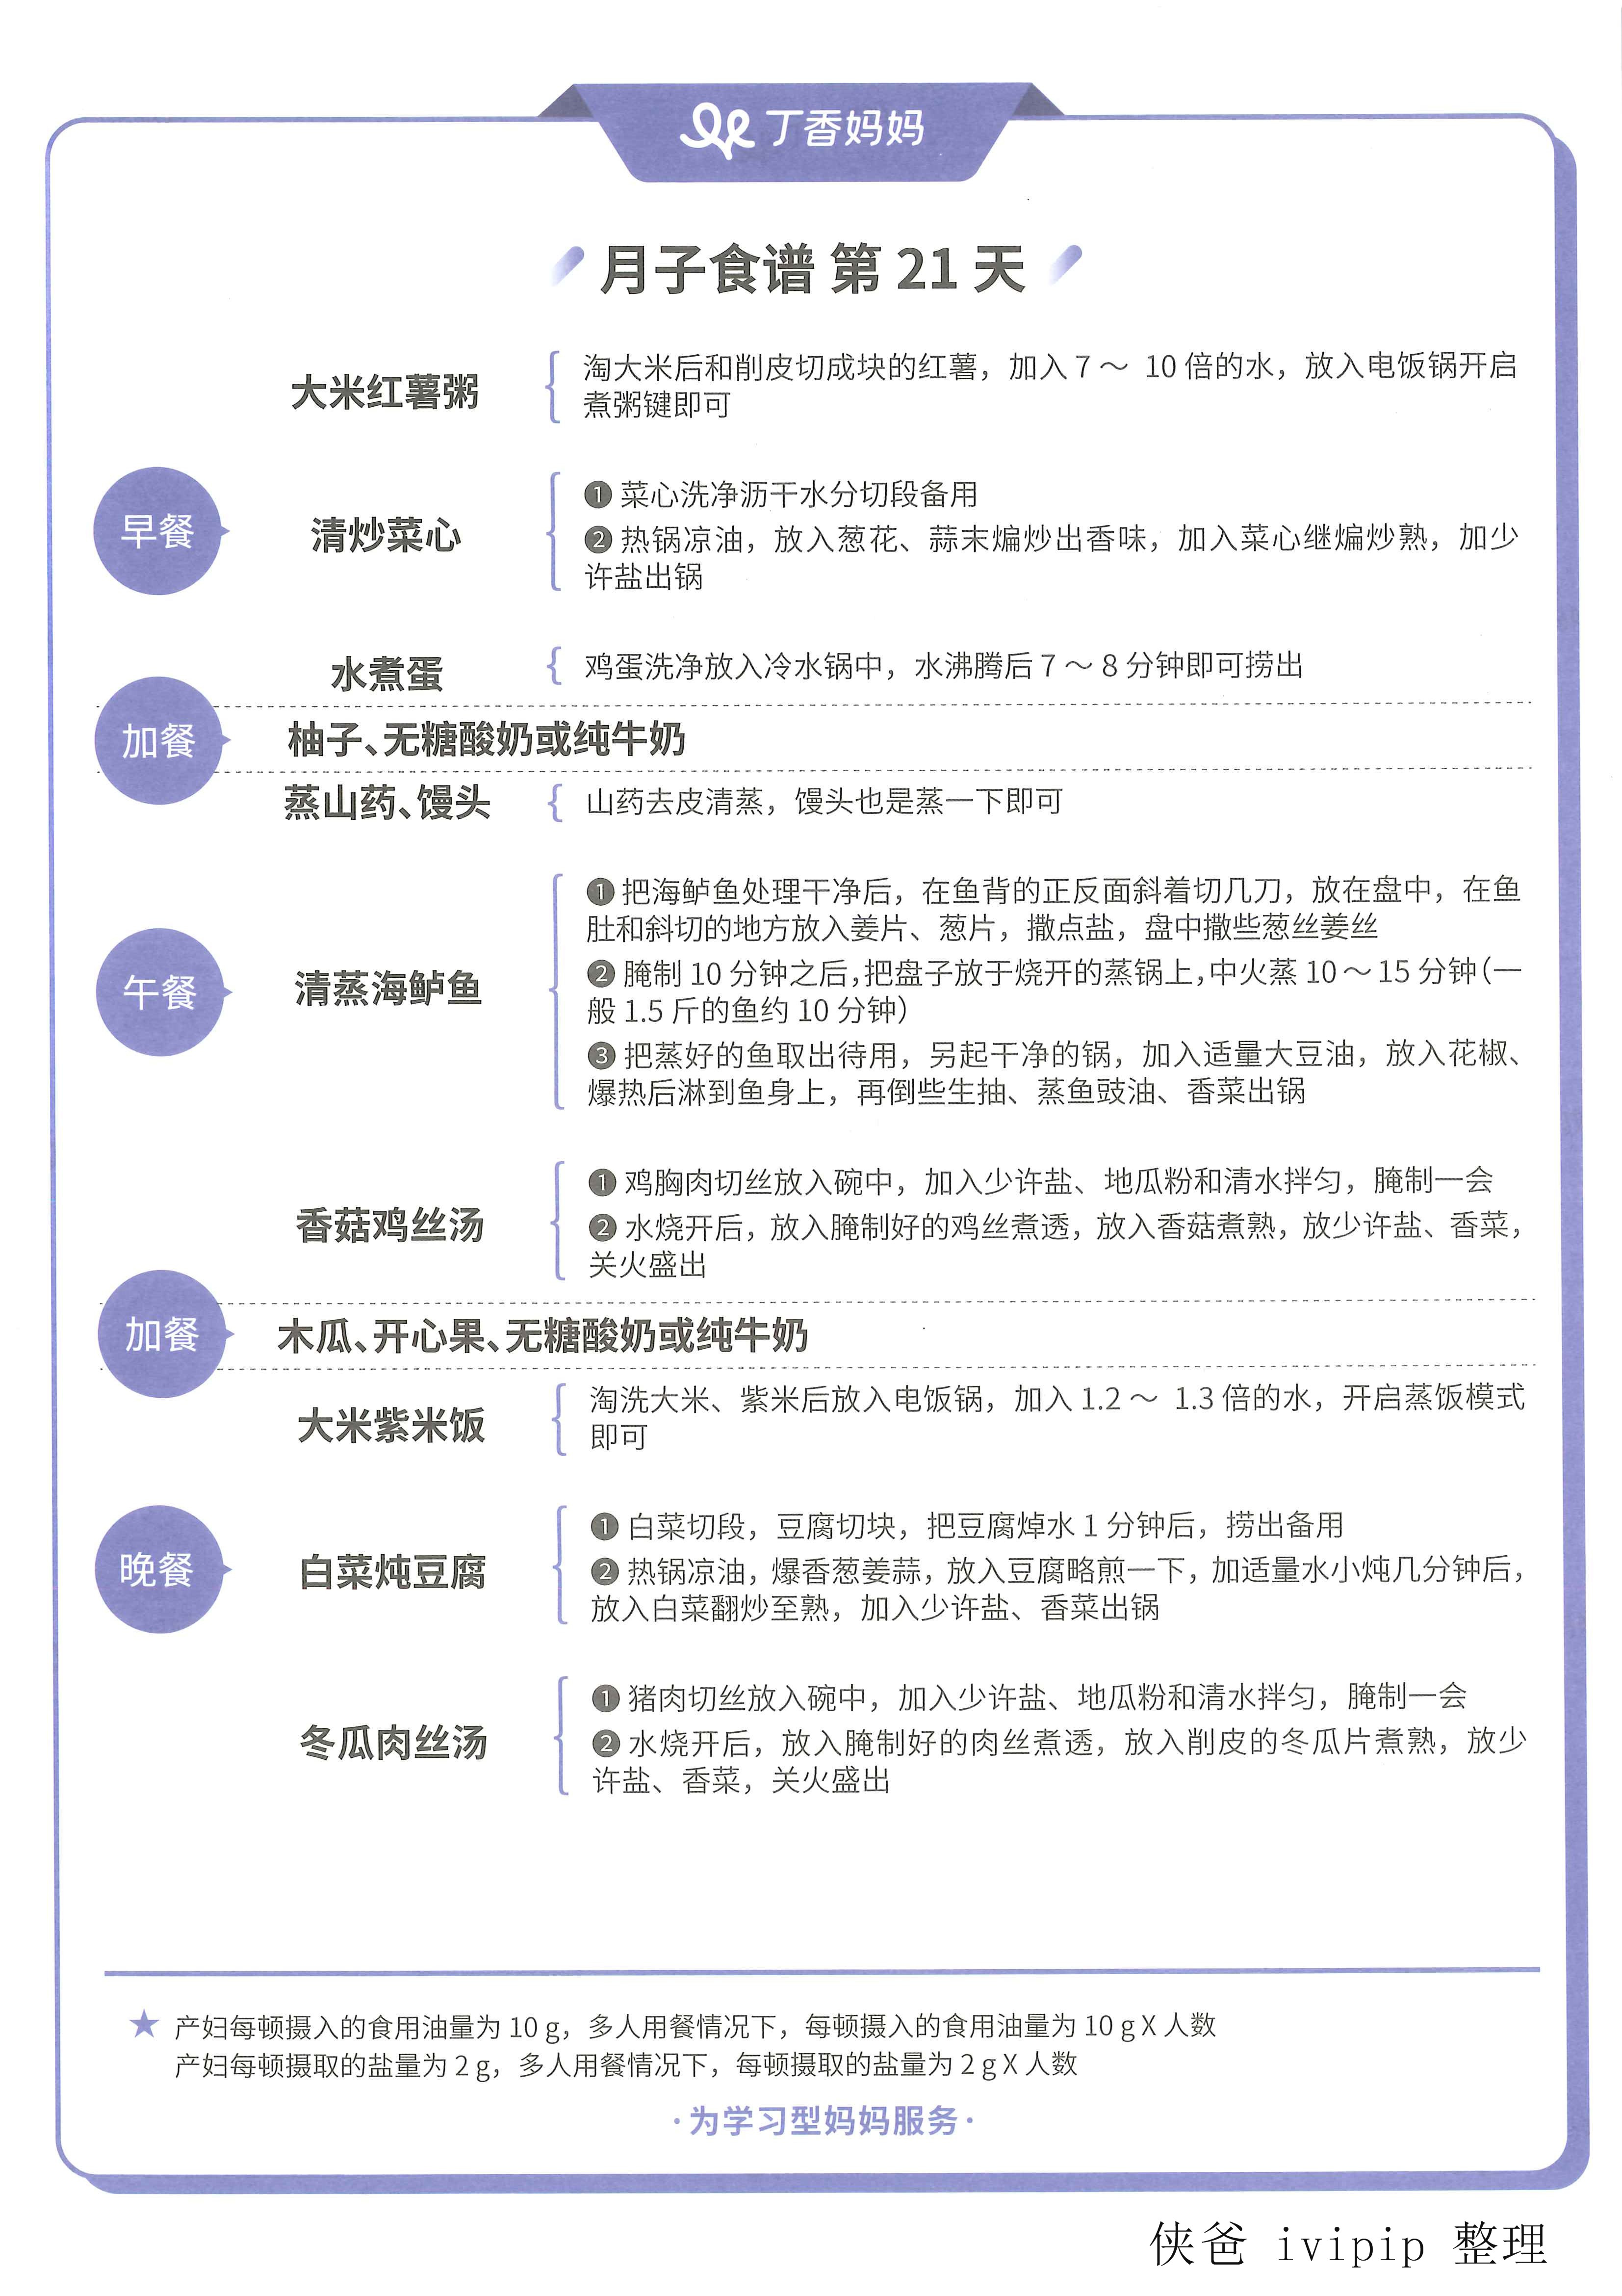 丁香妈妈
月子食谱 第 21 天
大米红薯粥
淘大米后和削皮切成块的红薯，加入 7 ～ 10 倍的水，放入电饭锅开启
煮粥键即可
早餐
清炒菜心
❶ 菜心洗净沥干水分切段备用
❷ 热锅凉油，放入葱花、蒜末煸炒出香味，加入菜心继煸炒熟，加少
许盐出锅
水煮蛋
鸡蛋洗净放入冷水锅中，水沸腾后 7 ～ 8 分钟即可捞出
加餐
柚子、无糖酸奶或纯牛奶
蒸山药、馒头
山药去皮清蒸，馒头也是蒸一下即可
午餐
清蒸海鲈鱼
❶ 把海鲈鱼处理干净后，在鱼背的正反面斜着切几刀，放在盘中，在鱼
肚和斜切的地方放入姜片、葱片，撒点盐，盘中撒些葱丝姜丝
❷ 腌制 10 分钟之后，把盘子放于烧开的蒸锅上，中火蒸 10 ～ 15 分钟（一
般 1.5 斤的鱼约 10 分钟）
❸ 把蒸好的鱼取出待用，另起干净的锅，加入适量大豆油，放入花椒、
爆热后淋到鱼身上，再倒些生抽、蒸鱼豉油、香菜出锅
香菇鸡丝汤
❶ 鸡胸肉切丝放入碗中，加入少许盐、地瓜粉和清水拌匀，腌制一会
❷ 水烧开后，放入腌制好的鸡丝煮透，放入香菇煮熟，放少许盐、香菜，
关火盛出
加餐
木瓜、开心果、无糖酸奶或纯牛奶
大米紫米饭
淘洗大米、紫米后放入电饭锅，加入 1.2 ～ 1.3 倍的水，开启蒸饭模式
即可
晚餐
白菜炖豆腐
❶ 白菜切段，豆腐切块，把豆腐焯水 1 分钟后，捞出备用
❷ 热锅凉油，爆香葱姜蒜，放入豆腐略煎一下，加适量水小炖几分钟后，
放入白菜翻炒至熟，加入少许盐、香菜出锅
冬瓜肉丝汤
❶ 猪肉切丝放入碗中，加入少许盐、地瓜粉和清水拌匀，腌制一会
❷ 水烧开后，放入腌制好的肉丝煮透，放入削皮的冬瓜片煮熟，放少
许盐、香菜，关火盛出
★ 产妇每顿摄入的食用油量为 10 g，多人用餐情况下，每顿摄入的食用油量为 10 g X 人数
产妇每顿摄取的盐量为 2 g，多人用餐情况下，每顿摄取的盐量为 2 g X 人数
·为学习型妈妈服务·
侠爸 ivipip 整理